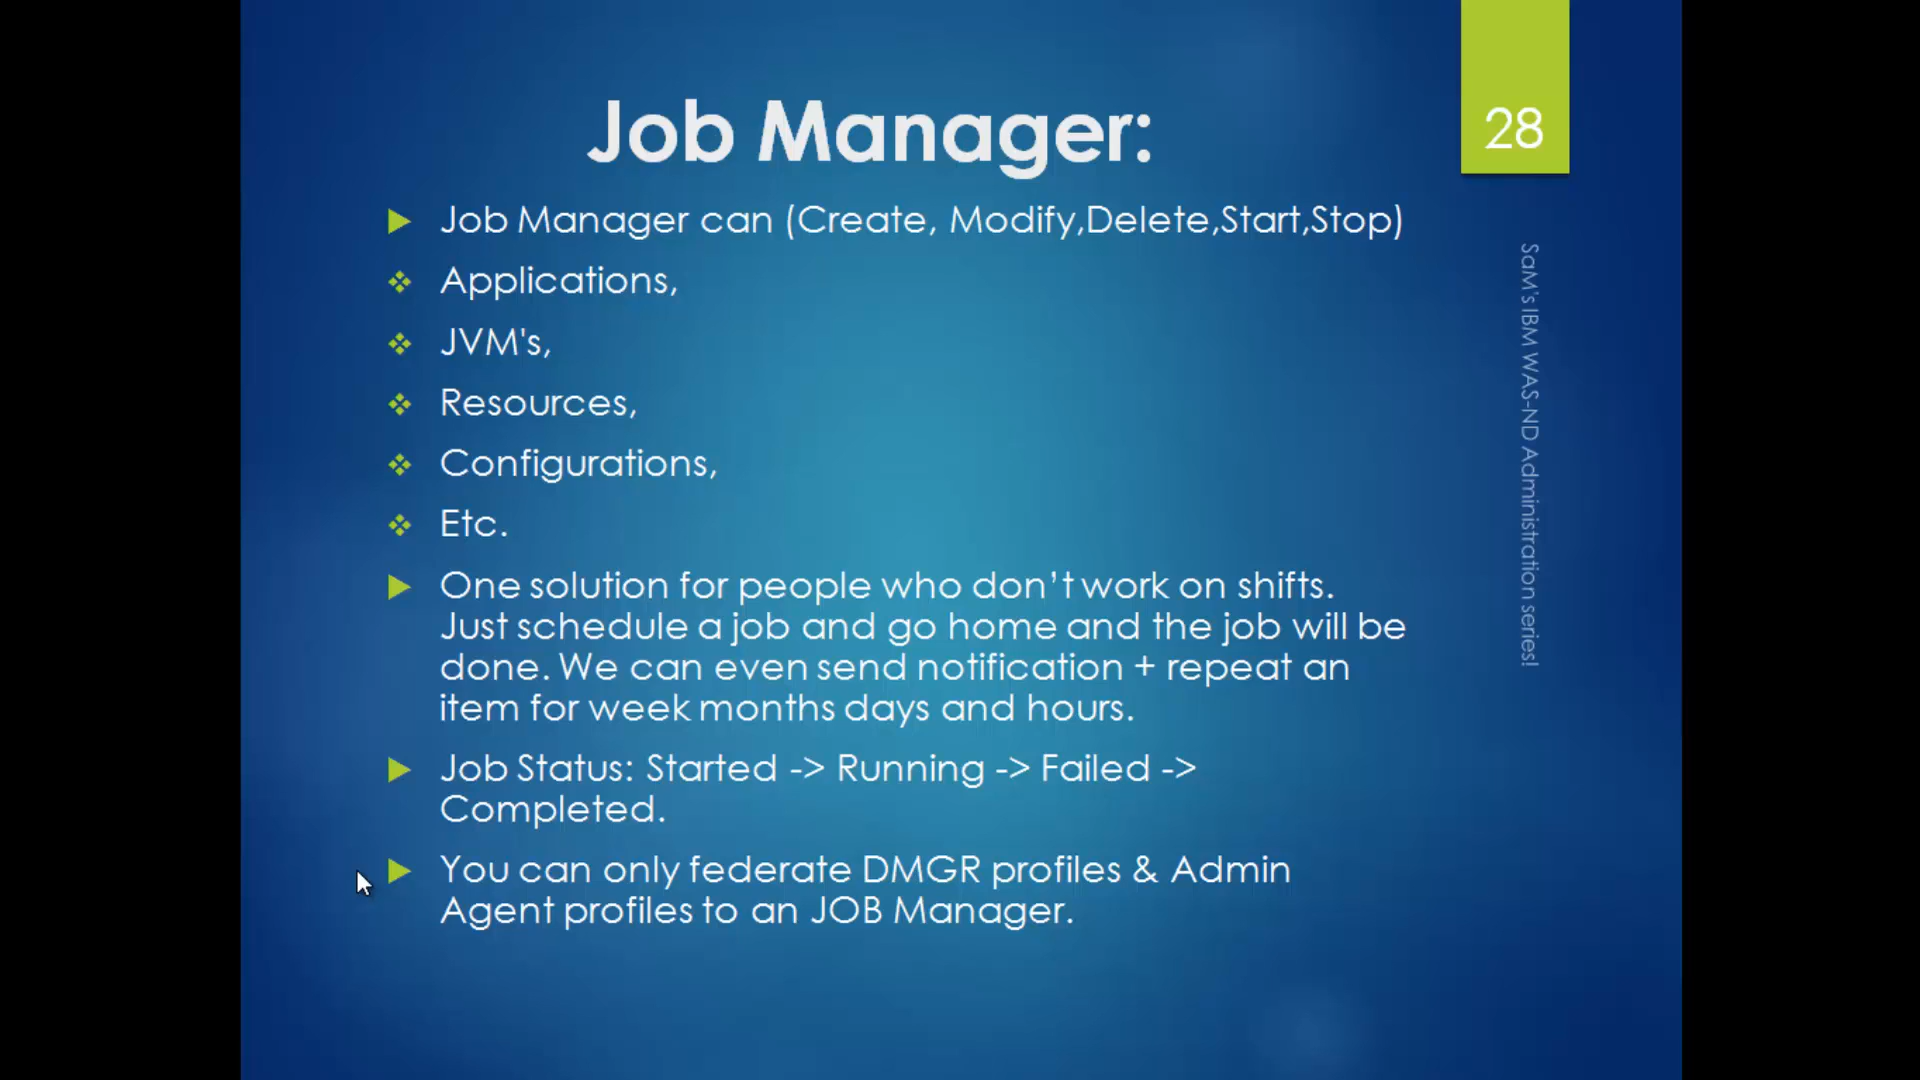 Job Manager:
28
Job Manager can (Create, Modify,Delete,Start,Stop)
Applications,
JVM's,
Resources,
Configurations,
Etc.
One solution for people who don’t work on shifts.
Just schedule a job and go home and the job will be
done. We can even send notification + repeat an
item for week months days and hours.
Job Status: Started -> Running -> Failed ->
Completed.
You can only federate DMGR profiles & Admin
Agent profiles to an JOB Manager.
SaM's IBM WAS-ND Administration series!